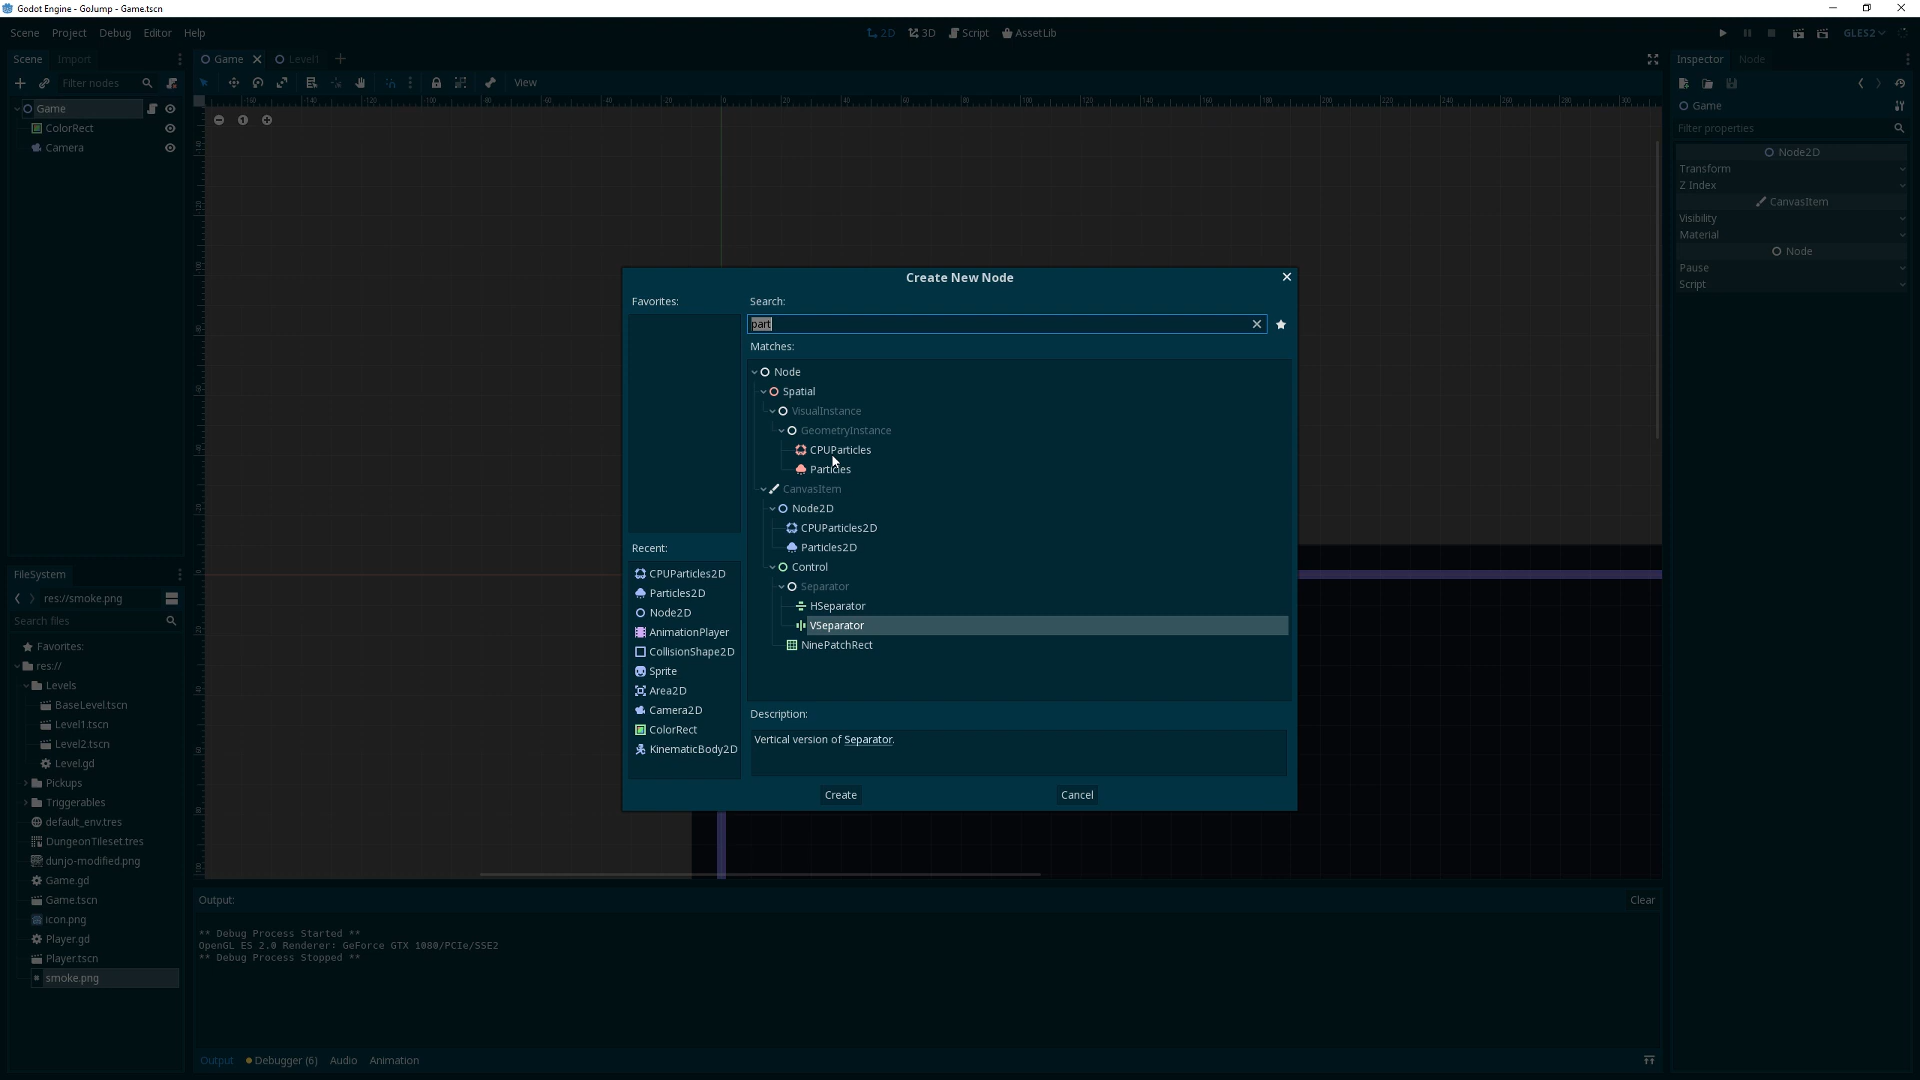 Godot Engine - GoJump - Game.tscn
Scene Project Debug Editor Help
2D 3D Script AssetLib
GLES2
Scene Import
Game Level1
Inspector Node
Filter nodes
View
Game
Game
ColorRect
Camera
Filter properties
Node2D
Transform
Z Index
CanvasItem
Visibility
Material
Node
Pause
Script
Create New Node
Favorites:
Search:
part
Matches:
Node
Spatial
VisualInstance
GeometryInstance
CPUParticles
Particles
CanvasItem
Node2D
CPUParticles2D
Particles2D
Control
Separator
HSeparator
VSeparator
NinePatchRect
Recent:
CPUParticles2D
Particles2D
Node2D
AnimationPlayer
CollisionShape2D
Sprite
Area2D
Camera2D
ColorRect
KinematicBody2D
Description:
Vertical version of Separator.
Create Cancel
FileSystem
res://smoke.png
Search files
Favorites:
res://
Levels
BaseLevel.tscn
Level1.tscn
Level2.tscn
Level.gd
Pickups
Triggerables
default_env.tres
DungeonTileset.tres
dunjo-modified.png
Game.gd
Game.tscn
icon.png
Player.gd
Player.tscn
smoke.png
Output:
Clear
** Debug Process Started **
OpenGL ES 2.0 Renderer: GeForce GTX 1080/PCIe/SSE2
** Debug Process Stopped **
Output Debugger (6) Audio Animation